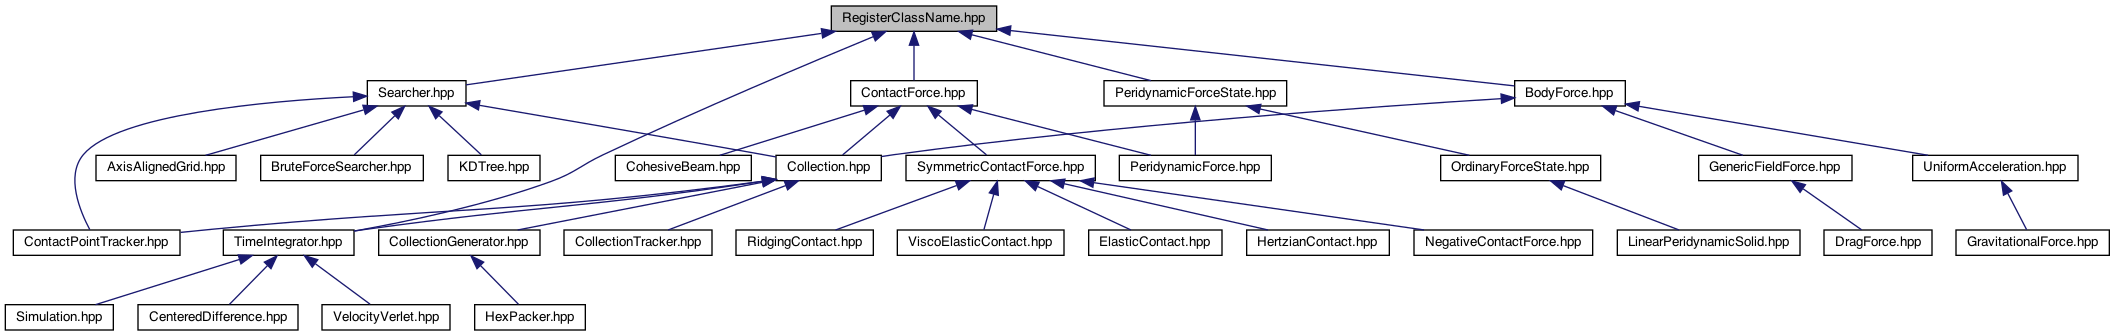 RegisterClassName.hpp
Searcher.hpp
ContactForce.hpp
PeridynamicForceState.hpp
BodyForce.hpp
AxisAlignedGrid.hpp
BruteForceSearcher.hpp
KDTree.hpp
CohesiveBeam.hpp
Collection.hpp
SymmetricContactForce.hpp
PeridynamicForce.hpp
OrdinaryForceState.hpp
GenericFieldForce.hpp
UniformAcceleration.hpp
ContactPointTracker.hpp
TimeIntegrator.hpp
CollectionGenerator.hpp
CollectionTracker.hpp
RidgingContact.hpp
ViscoElasticContact.hpp
ElasticContact.hpp
HertzianContact.hpp
NegativeContactForce.hpp
LinearPeridynamicSolid.hpp
DragForce.hpp
GravitationalForce.hpp
Simulation.hpp
CenteredDifference.hpp
VelocityVerlet.hpp
HexPacker.hpp